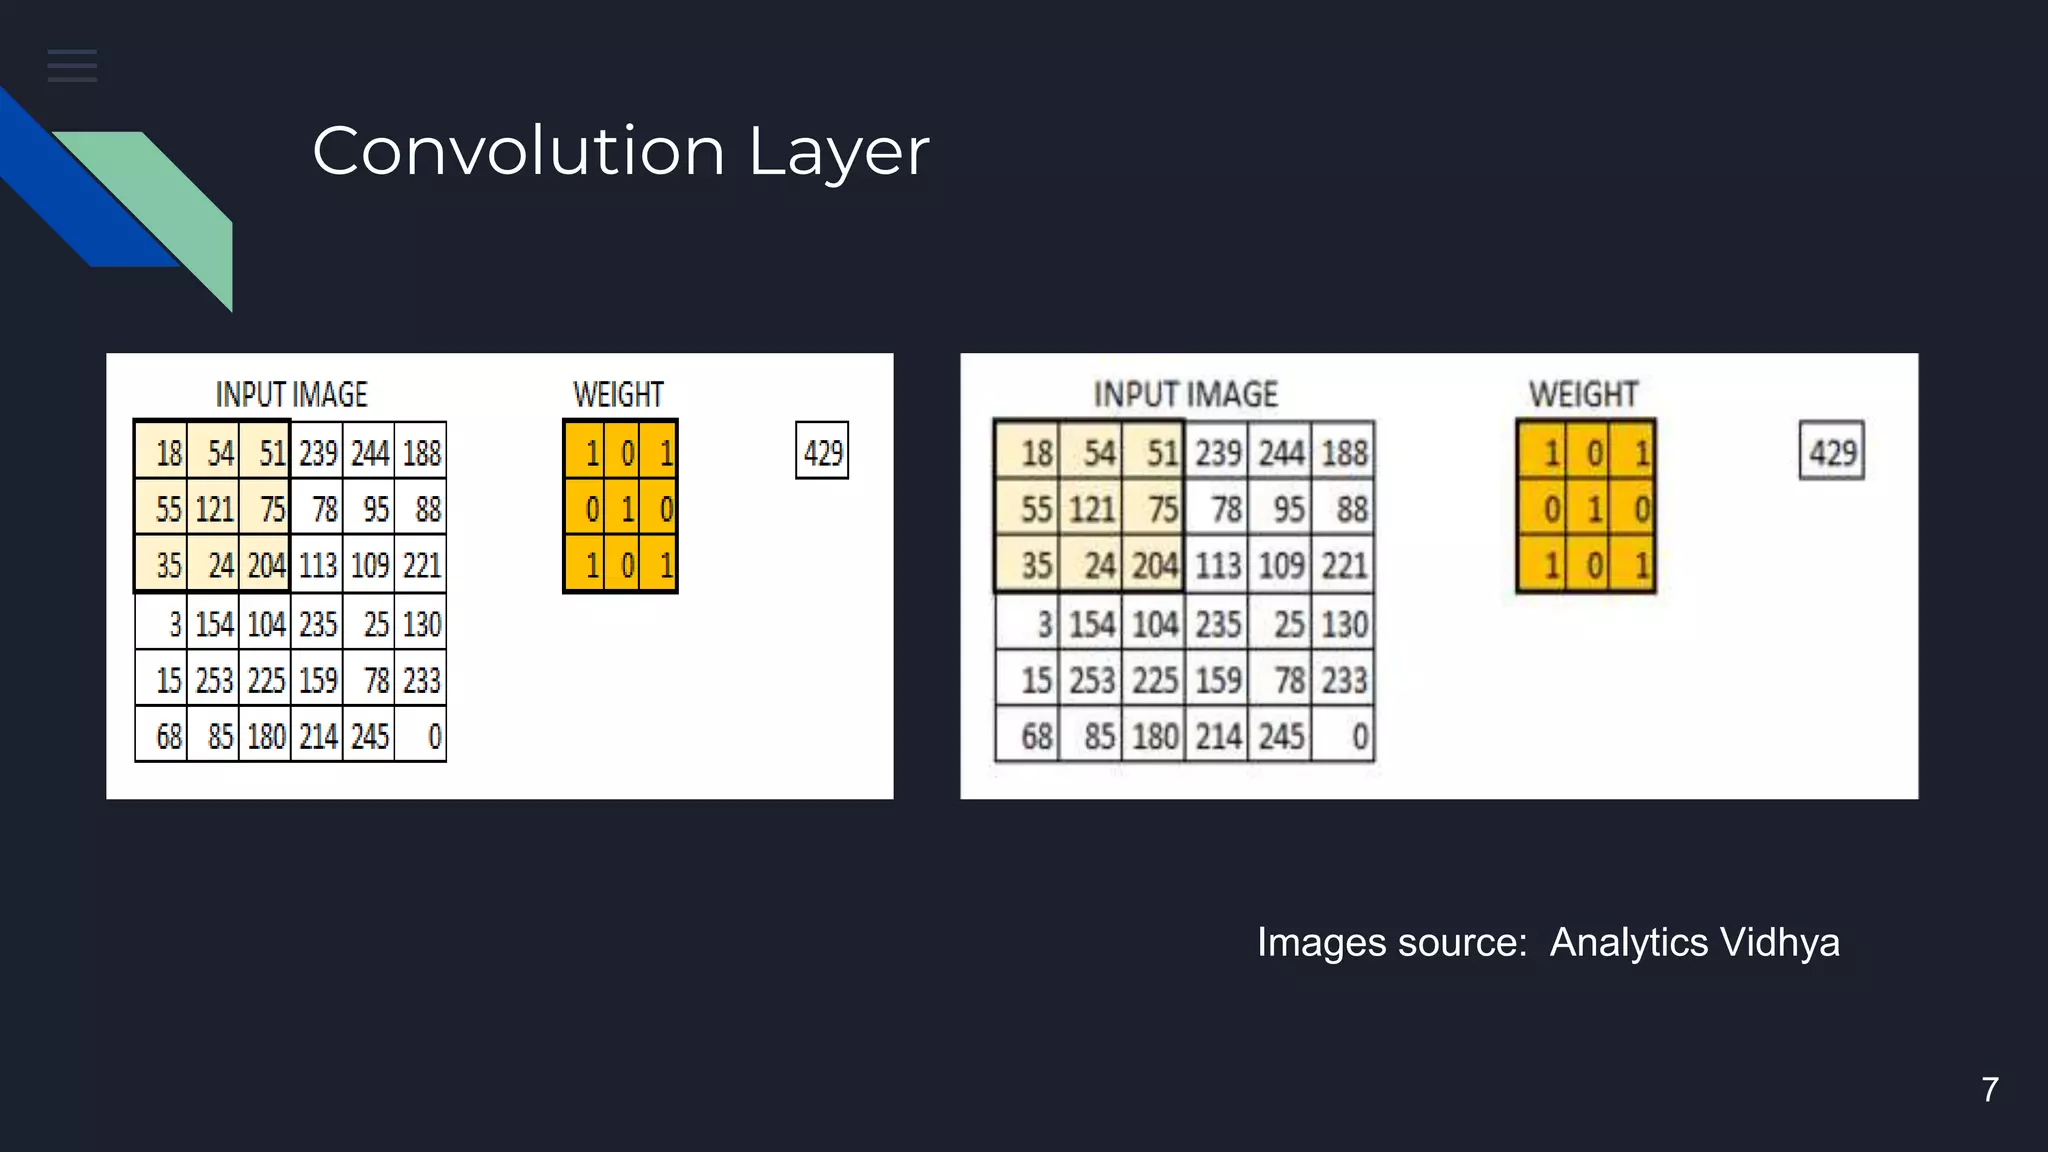 Convolution Layer
INPUT IMAGE WEIGHT
18 54 51 239 244 188 1 0 1 429
55 121 75 78 95 88 0 1 0
35 24 204 113 109 221 1 0 1
3 154 104 235 25 130
15 253 225 159 78 233
68 85 180 214 245 0
INPUT IMAGE WEIGHT
18 54 51 239 244 188 1 0 1 429
55 121 75 78 95 88 0 1 0
35 24 204 113 109 221 1 0 1
3 154 104 235 25 130
15 253 225 159 78 233
68 85 180 214 245 0
Images source: Analytics Vidhya
7